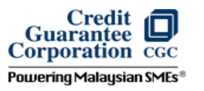 Credit
Guarantee
Corporation CGC
Powering Malaysian SMEs®